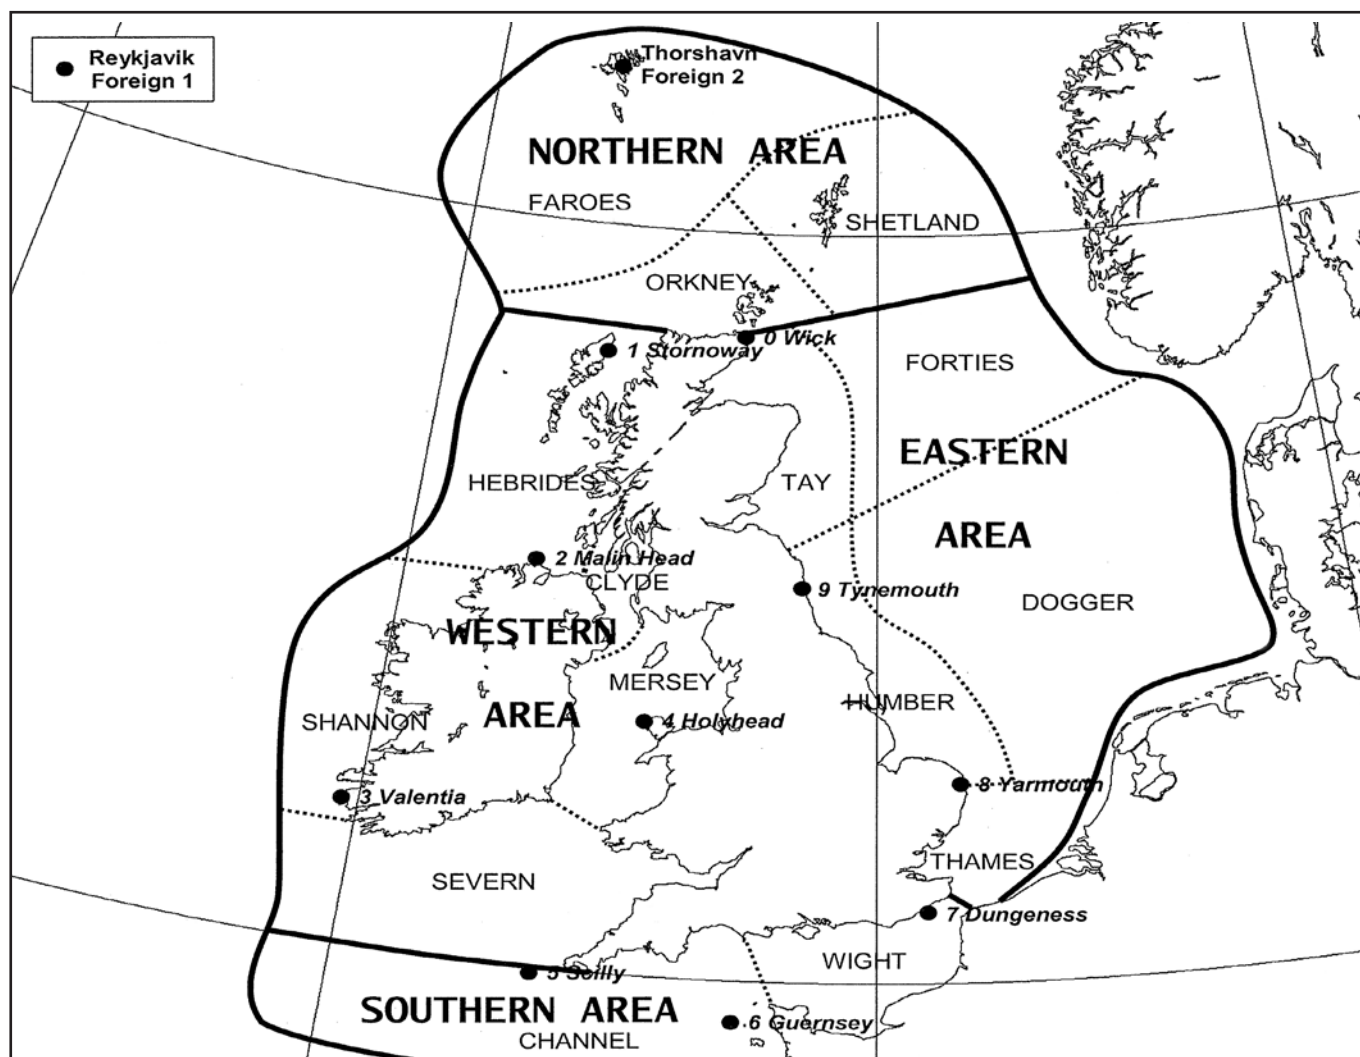 Reykjavik
Foreign 1
Thorshavn
Foreign 2
NORTHERN AREA
FAROES
SHETLAND
ORKNEY
0 Wick
1 Stornoway
FORTIES
EASTERN
HEBRIDES
TAY
AREA
2 Malin Head
CLYDE
9 Tynemouth
DOGGER
WESTERN
MERSEY
HUMBER
SHANNON
AREA
4 Holyhead
8 Yarmouth
3 Valentia
THAMES
SEVERN
7 Dungeness
WIGHT
5 Scilly
SOUTHERN AREA
6 Guernsey
CHANNEL